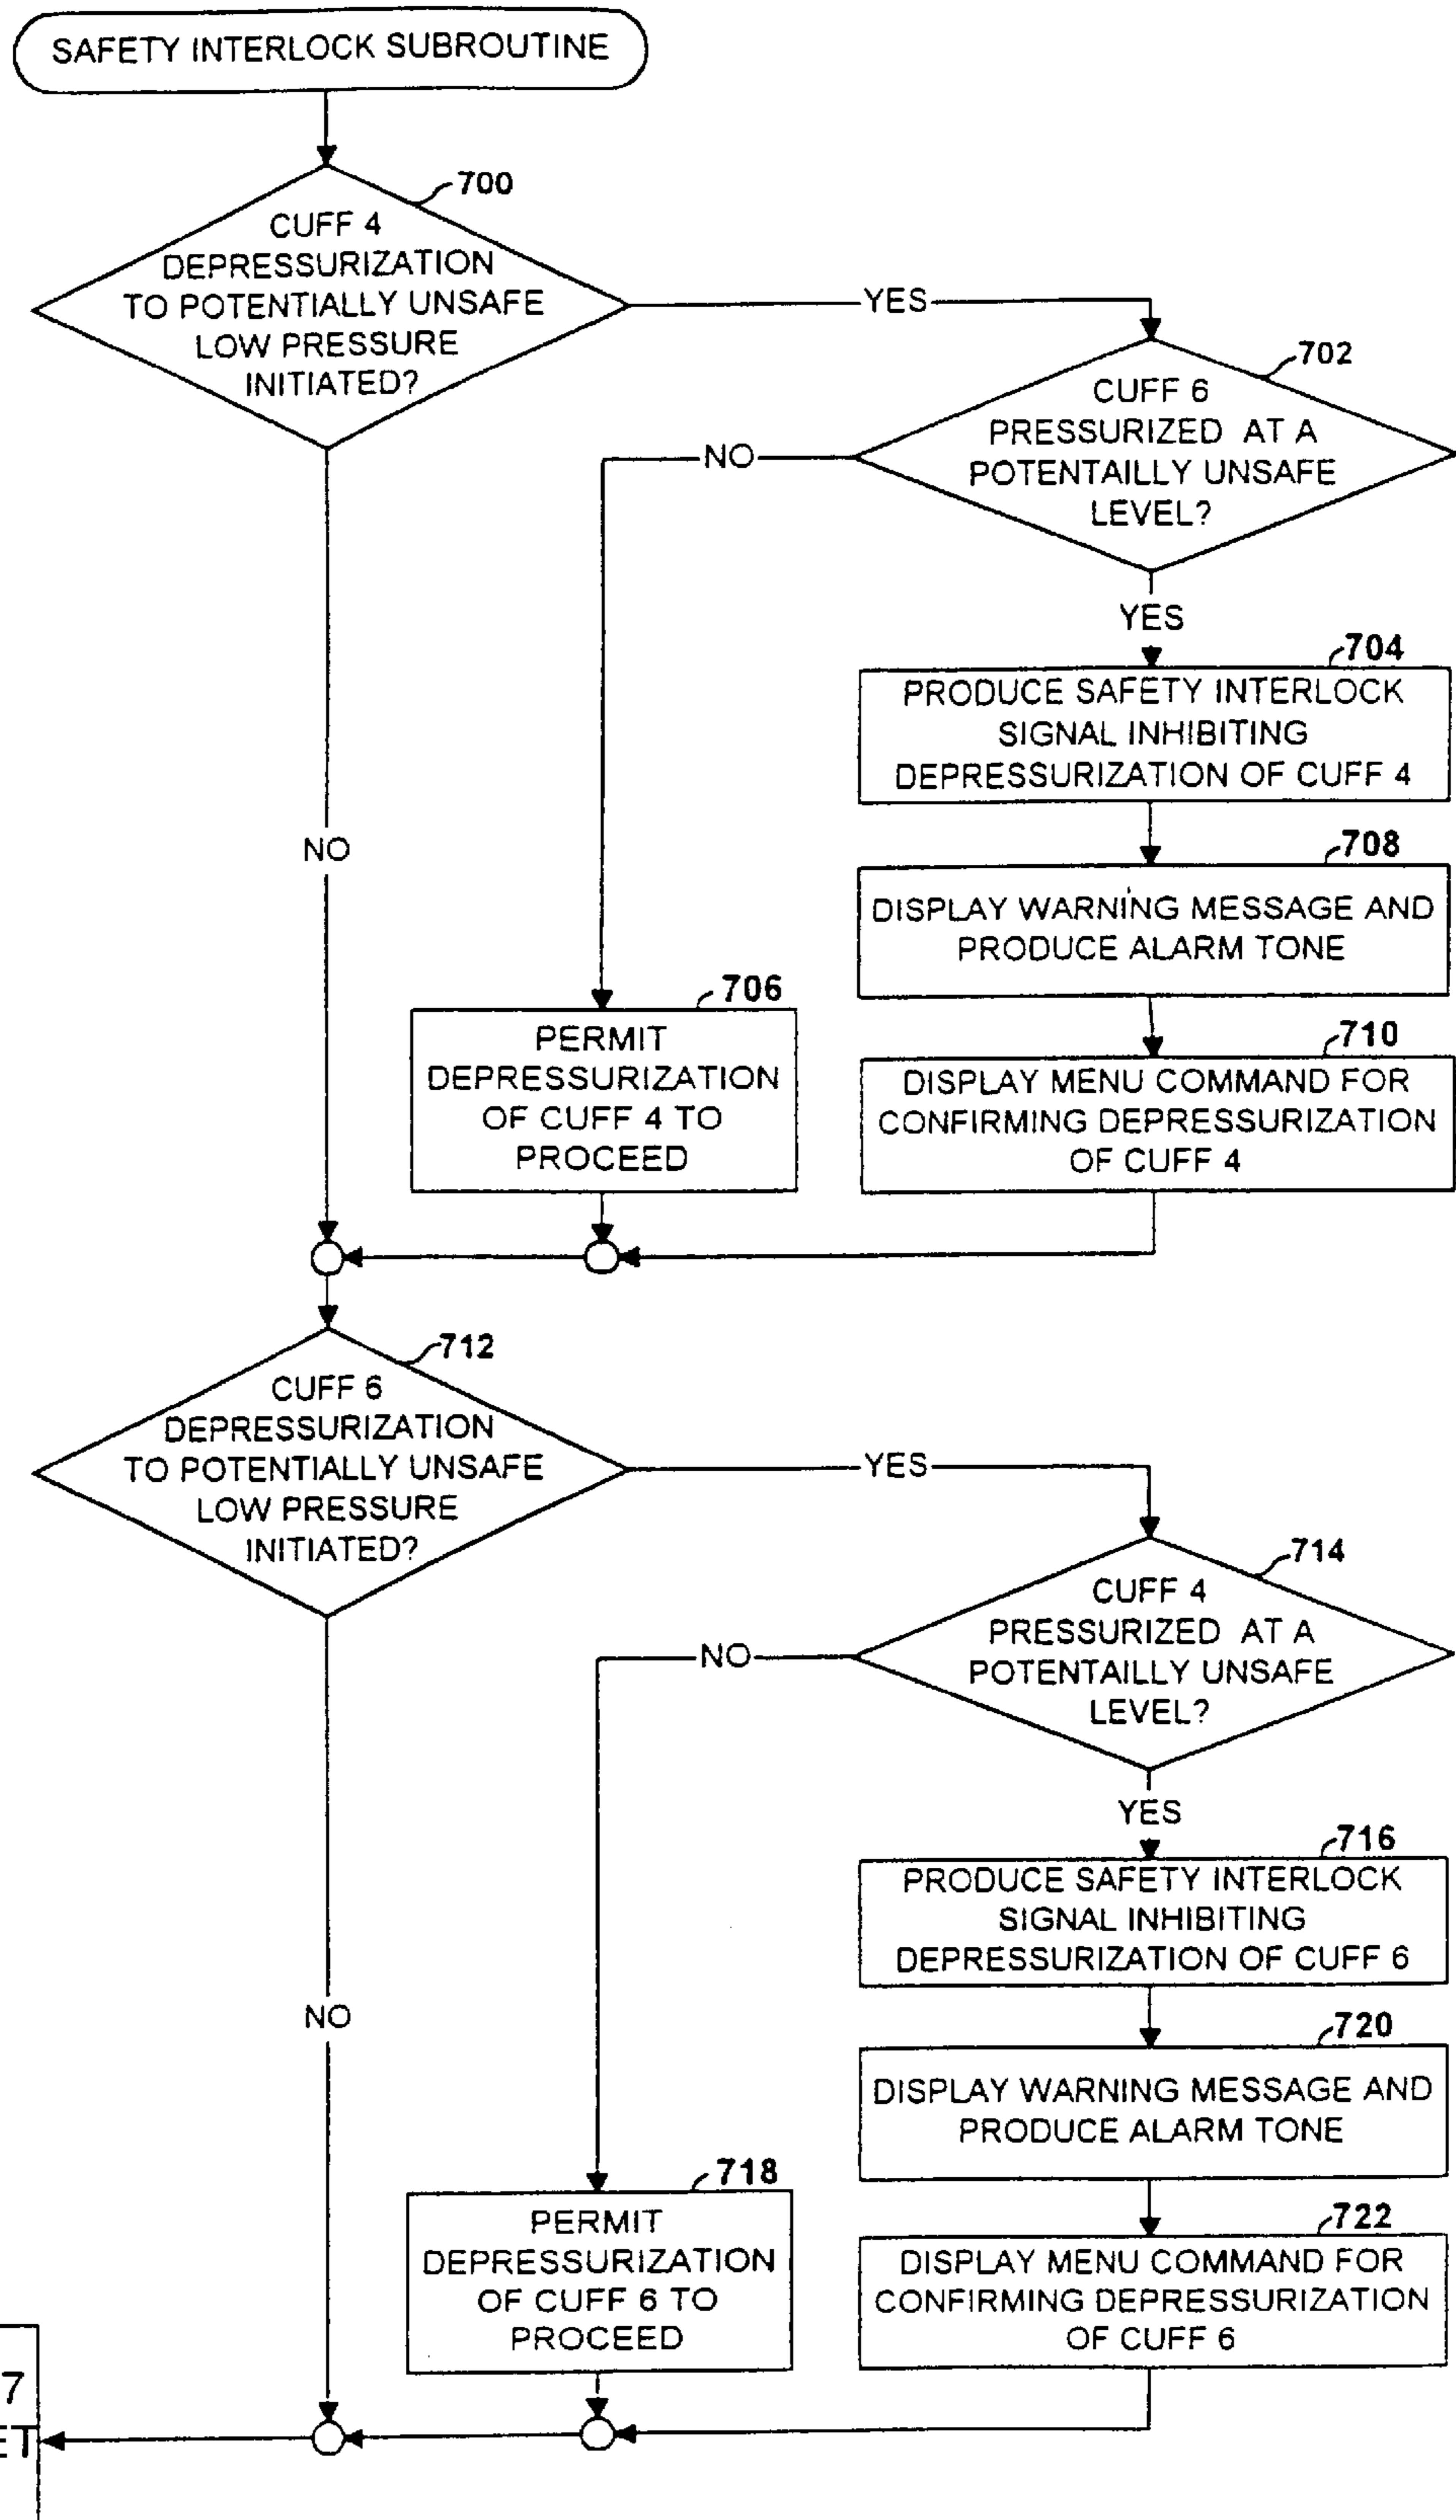 SAFETY INTERLOCK SUBROUTINE
700
CUFF 4
DEPRESSURIZATION
TO POTENTIALLY UNSAFE
LOW PRESSURE
INITIATED?
YES
702
CUFF 6
PRESSURIZED AT A
POTENTAILLY UNSAFE
LEVEL?
NO
YES
704
PRODUCE SAFETY INTERLOCK
SIGNAL INHIBITING
DEPRESSURIZATION OF CUFF 4
NO
708
DISPLAY WARNING MESSAGE AND
PRODUCE ALARM TONE
706
PERMIT
DEPRESSURIZATION
OF CUFF 4 TO
PROCEED
710
DISPLAY MENU COMMAND FOR
CONFIRMING DEPRESSURIZATION
OF CUFF 4
712
CUFF 6
DEPRESSURIZATION
TO POTENTIALLY UNSAFE
LOW PRESSURE
INITIATED?
YES
714
CUFF 4
PRESSURIZED AT A
POTENTAILLY UNSAFE
LEVEL?
NO
YES
716
PRODUCE SAFETY INTERLOCK
SIGNAL INHIBITING
DEPRESSURIZATION OF CUFF 6
NO
720
DISPLAY WARNING MESSAGE AND
PRODUCE ALARM TONE
718
PERMIT
DEPRESSURIZATION
OF CUFF 6 TO
PROCEED
722
DISPLAY MENU COMMAND FOR
CONFIRMING DEPRESSURIZATION
OF CUFF 6
7
ET